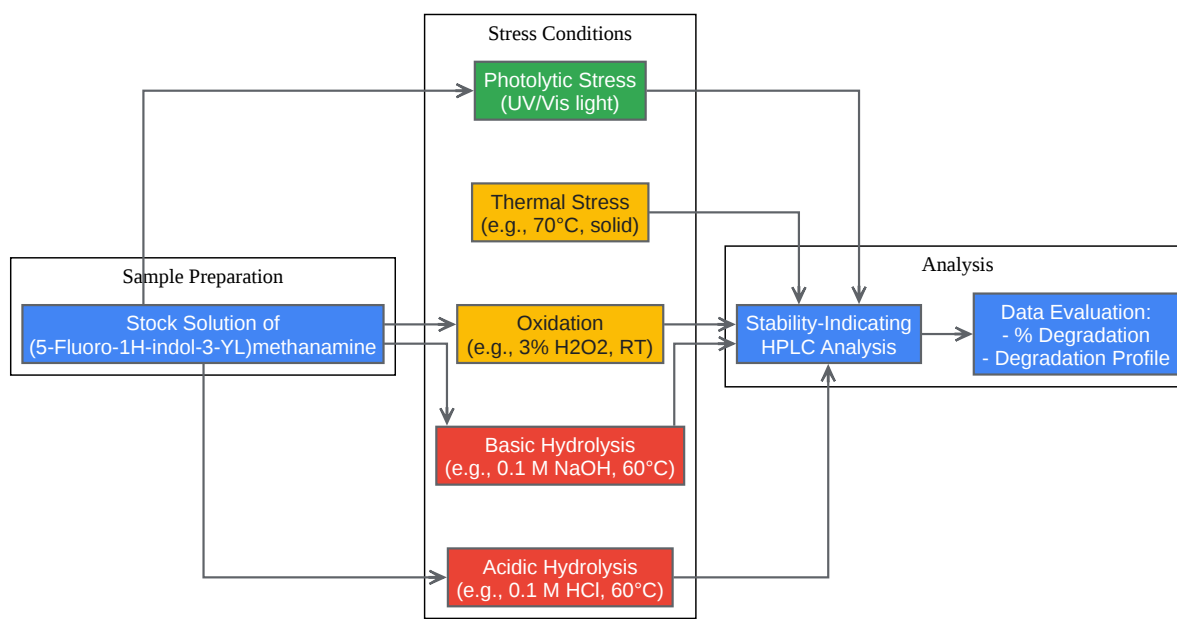 Stress Conditions
Photolytic Stress
(UV/Vis light)
Thermal Stress
(e.g., 70°C, solid)
Sample Preparation
Stock Solution of
(5-Fluoro-1H-indol-3-YL)methanamine
Oxidation
(e.g., 3% H2O2, RT)
Basic Hydrolysis
(e.g., 0.1 M NaOH, 60°C)
Acidic Hydrolysis
(e.g., 0.1 M HCl, 60°C)
Analysis
Stability-Indicating
HPLC Analysis
Data Evaluation:
- % Degradation
- Degradation Profile